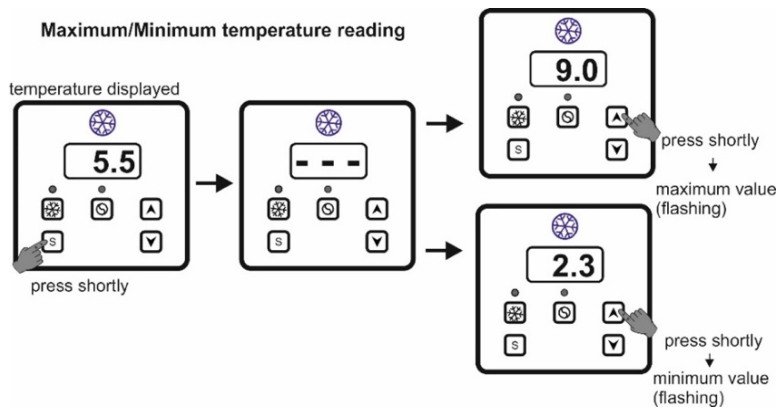 Maximum/Minimum temperature reading
temperature displayed
5.5
S
press shortly
- - -
S
9.0
S
press shortly
maximum value
(flashing)
2.3
S
press shortly
minimum value
(flashing)